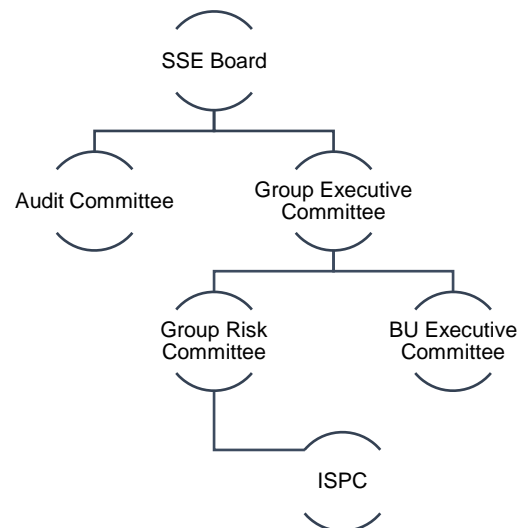 SSE Board
Audit Committee
Group Executive
Committee
Group Risk
Committee
BU Executive
Committee
ISPC